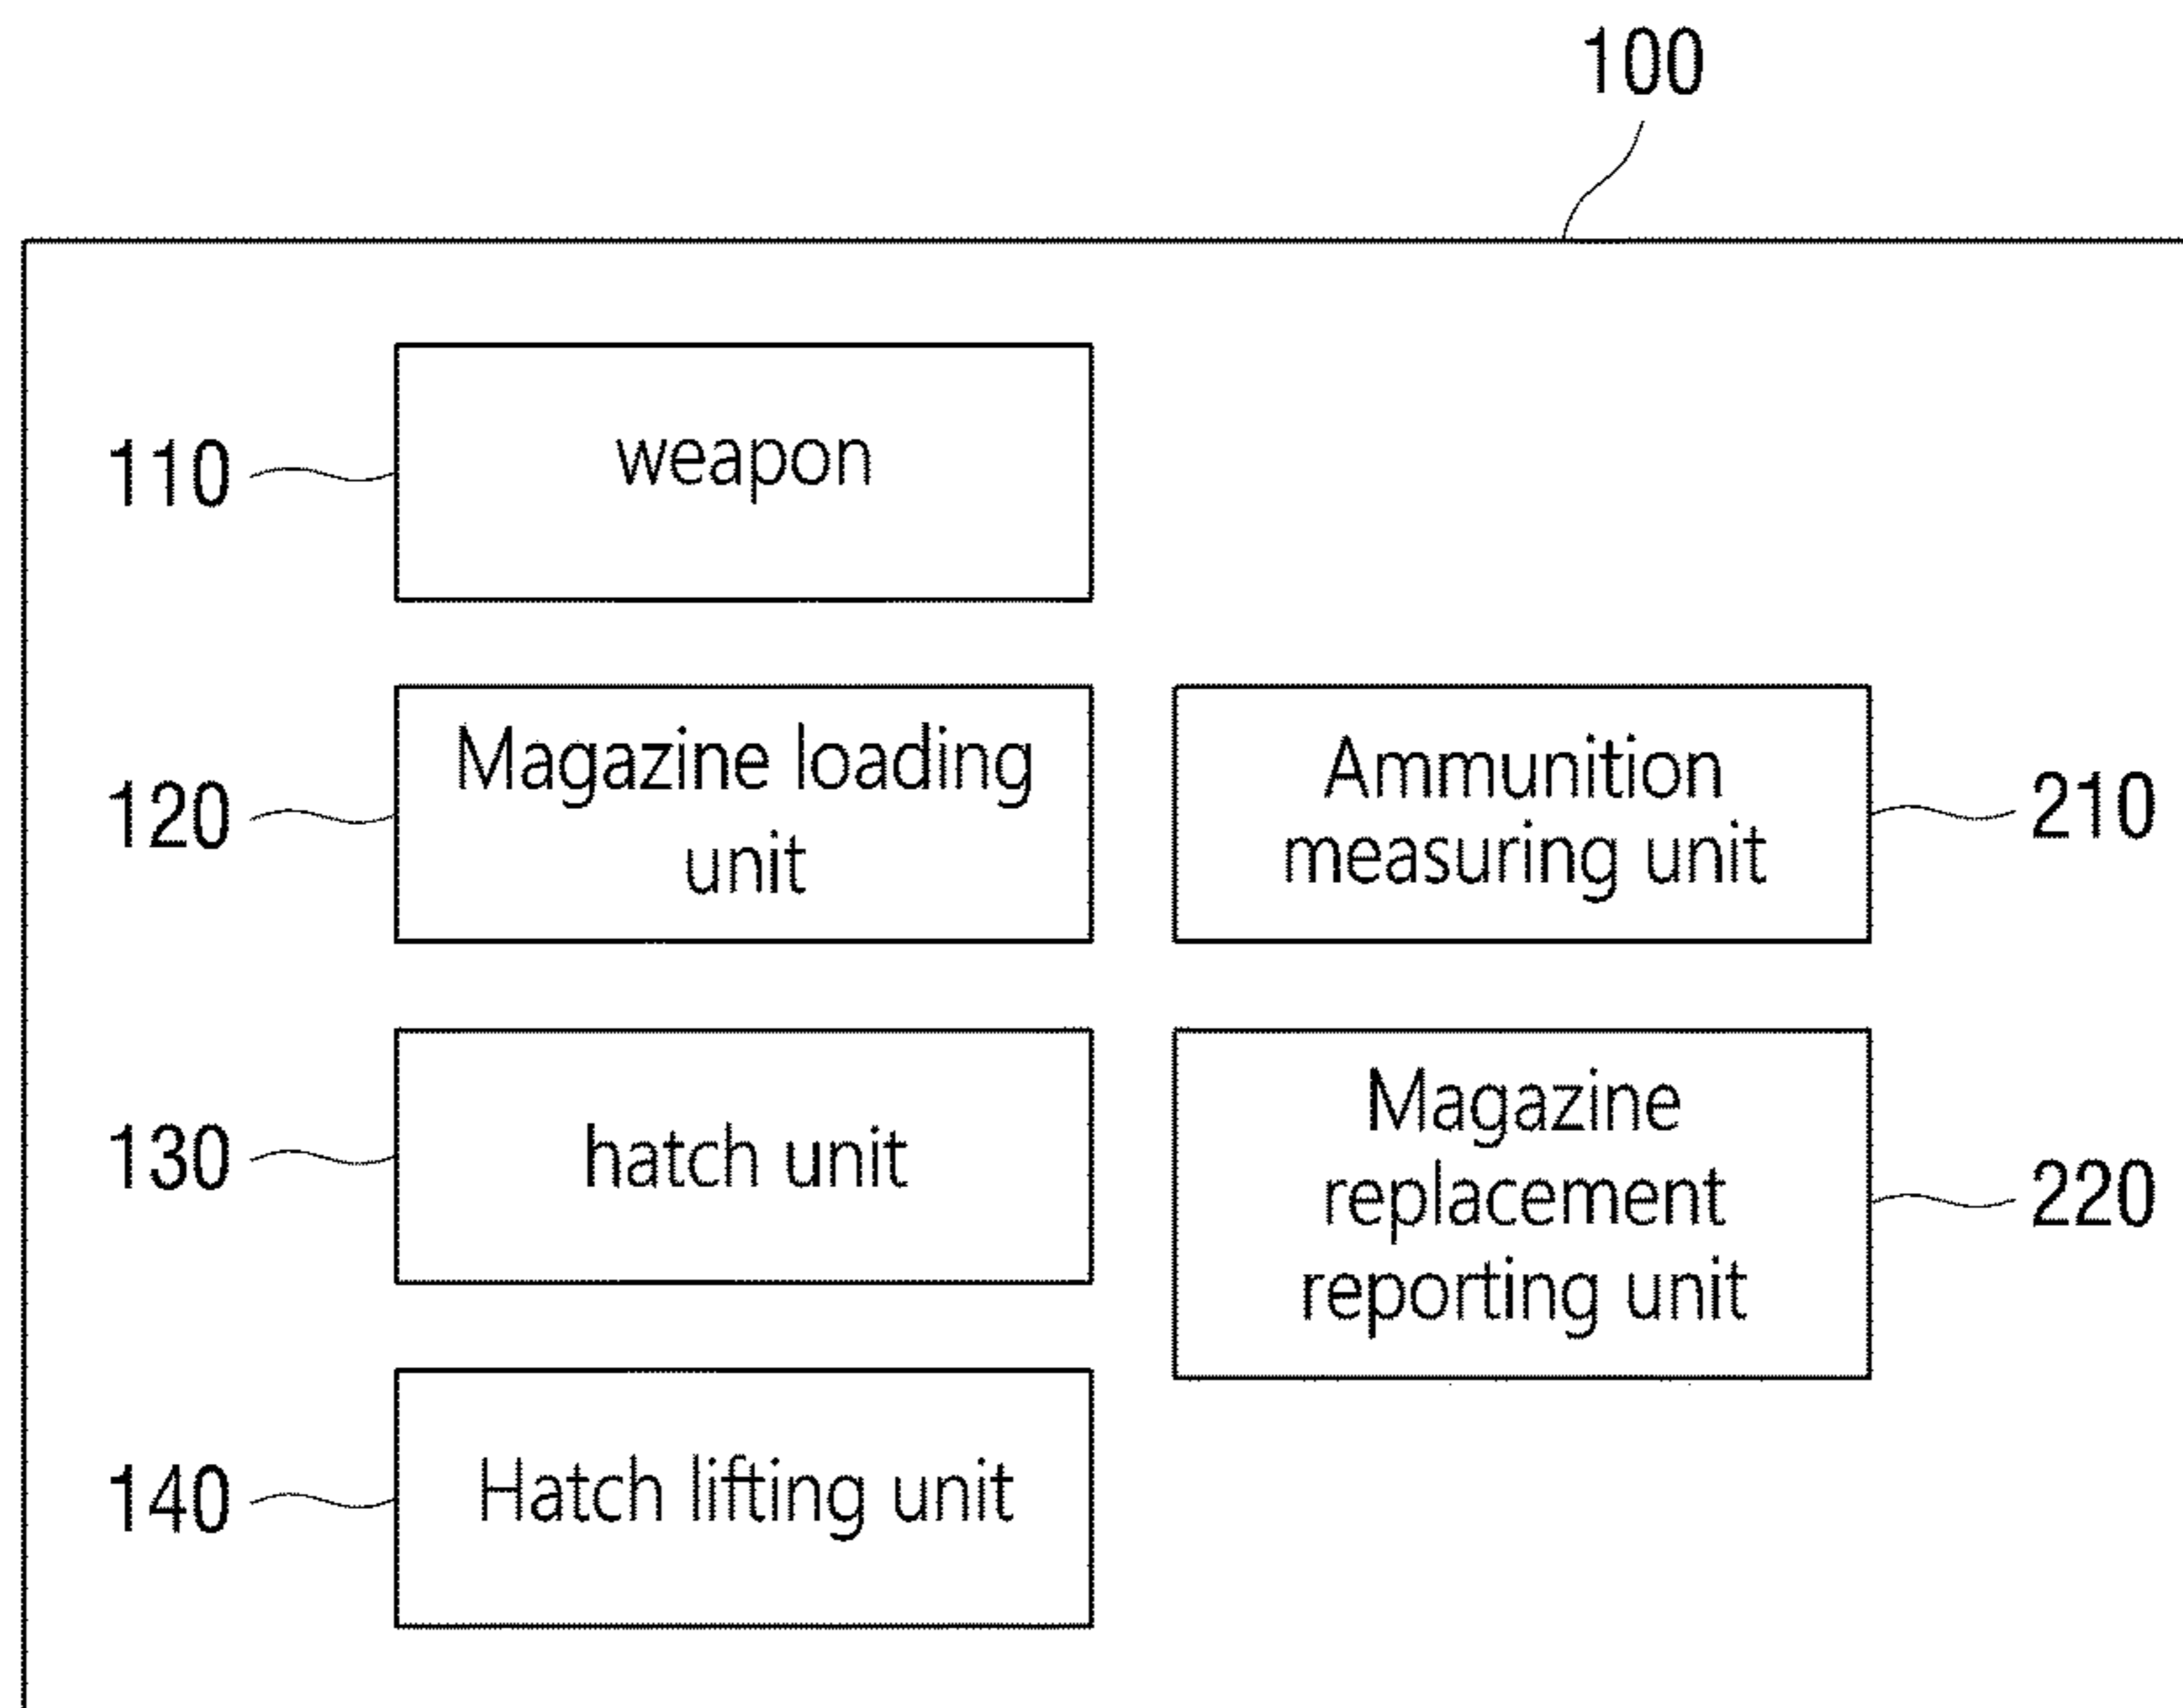 100
110
weapon
120
Magazine loading
unit
Ammunition
measuring unit
210
130
hatch unit
Magazine
replacement
reporting unit
220
140
Hatch lifting unit